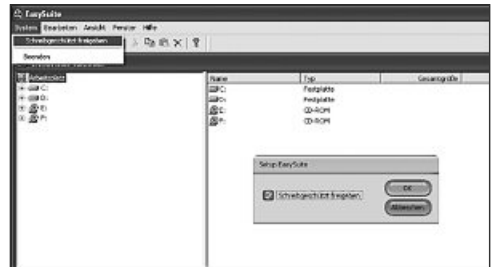 EasySuite
System Bearbeiten Ansicht Fenster Hilfe
Schreibgeschützt freigeben
Beenden
Arbeitsplatz
Name Typ Gesamtgröße
C: Festplatte
D: Festplatte
E: CD-ROM
F: CD-ROM
C:
D:
E:
F:
Setup EasySuite
Schreibgeschützt freigeben
OK
Abbrechen